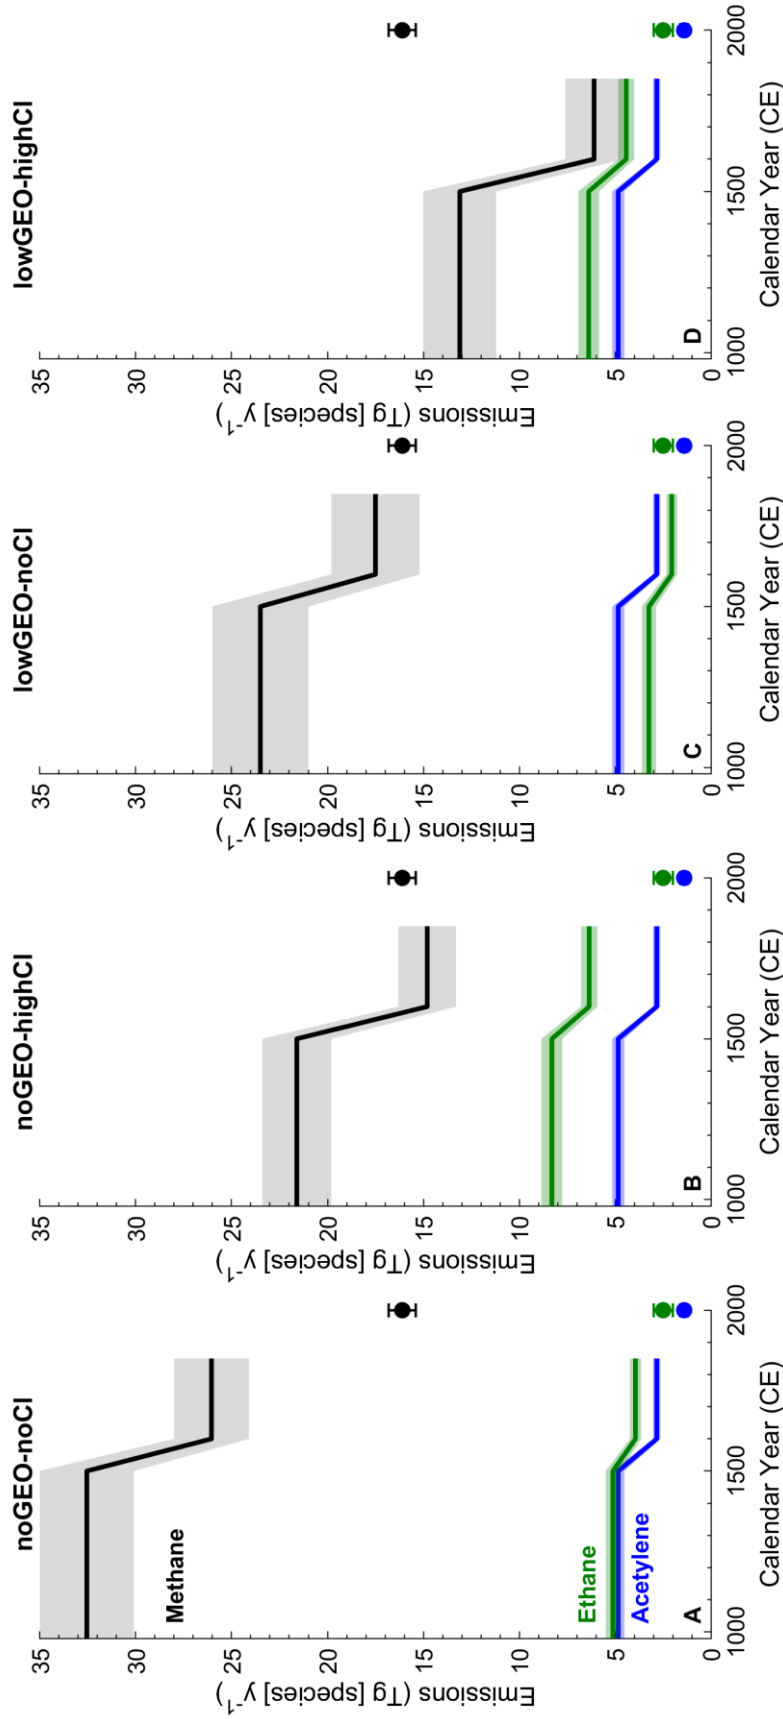 noGEO-noCl
Emissions (Tg [species] y⁻¹)
35
30
25
20
15
10
5
0
Methane
Ethane
Acetylene
A
1000
1500
2000
Calendar Year (CE)
noGEO-highCl
Emissions (Tg [species] y⁻¹)
35
30
25
20
15
10
5
0
B
1000
1500
2000
Calendar Year (CE)
lowGEO-noCl
Emissions (Tg [species] y⁻¹)
35
30
25
20
15
10
5
0
C
1000
1500
2000
Calendar Year (CE)
lowGEO-highCl
Emissions (Tg [species] y⁻¹)
35
30
25
20
15
10
5
0
D
1000
1500
2000
Calendar Year (CE)